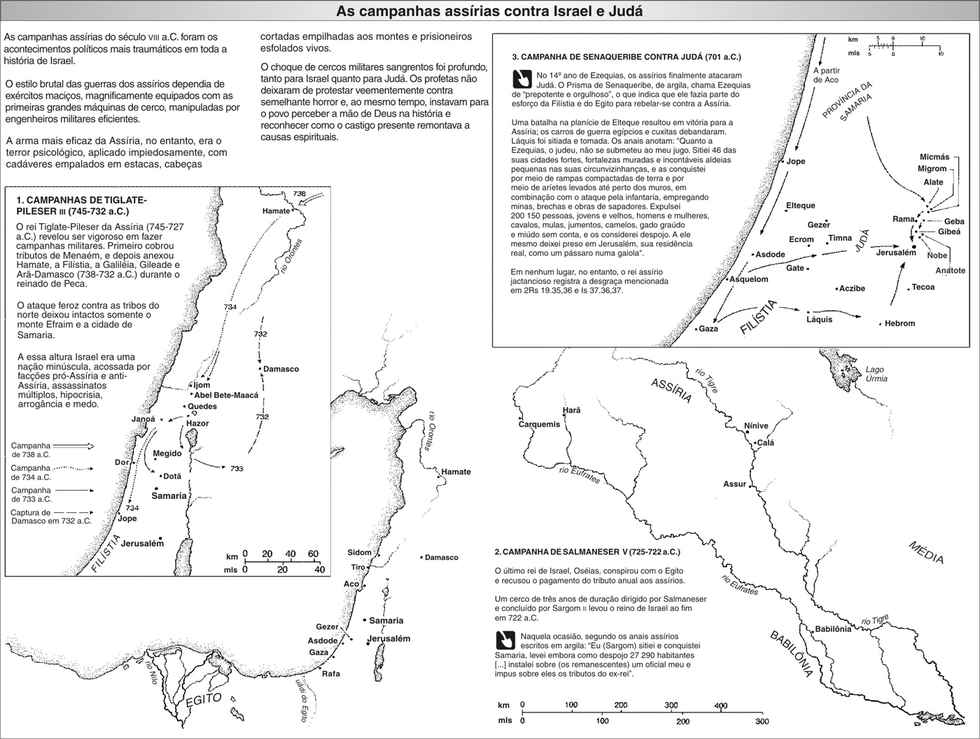 As campanhas assírias contra Israel e Judá
As campanhas assírias do século VIII a.C. foram os
acontecimentos políticos mais traumáticos em toda a
história de Israel.
O estilo brutal das guerras dos assírios dependia de
exércitos maciços, magnificamente equipados com as
primeiras grandes máquinas de cerco, manipuladas por
engenheiros militares eficientes.
A arma mais eficaz da Assíria, no entanto, era o
terror psicológico, aplicado impiedosamente, com
cadáveres empalados em estacas, cabeças
cortadas empilhadas aos montes e prisioneiros
esfolados vivos.
O choque de cercos militares sangrentos foi profundo,
tanto para Israel quanto para Judá. Os profetas não
deixaram de protestar veementemente contra
semelhante horror e, ao mesmo tempo, instavam para
o povo perceber a mão de Deus na história e
reconhecer como o castigo presente remontava a
causas espirituais.
1. CAMPANHAS DE TIGLATE-
PILESER III (745-732 a.C.)
O rei Tiglate-Pileser da Assíria (745-727
a.C.) revelou ser vigoroso em fazer
campanhas militares. Primeiro cobrou
tributos de Menaém, e depois anexou
Hamate, a Filístia, a Galiléia, Gileade e
Arã-Damasco (738-732 a.C.) durante o
reinado de Peca.
O ataque feroz contra as tribos do
norte deixou intactos somente o
monte Efraim e a cidade de
Samaria.
A essa altura Israel era uma
nação minúscula, acossada por
facções pró-Assíria e anti-
Assíria, assassinatos
múltiplos, hipocrisia,
arrogância e medo.
Campanha
de 738 a.C.
Campanha
de 734 a.C.
Campanha
de 733 a.C.
Captura de
Damasco em 732 a.C.
738
Hamate
rio Orontes
734
732
Damasco
Ijom
Abel Bete-Maacá
Quedes
Janoá
Hazor
732
Megido
Dor
733
Dotã
Samaria
734
Jope
Jerusalém
FILÍSTIA
km 0 20 40 60
mls 0 20 40
3. CAMPANHA DE SENAQUERIBE CONTRA JUDÁ (701 a.C.)
No 14º ano de Ezequias, os assírios finalmente atacaram
Judá. O Prisma de Senaqueribe, de argila, chama Ezequias
de "prepotente e orgulhoso", o que indica que ele fazia parte do
esforço da Filístia e do Egito para rebelar-se contra a Assíria.
Uma batalha na planície de Elteque resultou em vitória para a
Assíria; os carros de guerra egípcios e cuxitas debandaram.
Láquis foi sitiada e tomada. Os anais anotam: "Quanto a
Ezequias, o judeu, não se submeteu ao meu jugo. Sitiei 46 das
suas cidades fortes, fortalezas muradas e incontáveis aldeias
pequenas nas suas circunvizinhanças, e as conquistei
por meio de rampas compactadas de terra e por
meio de aríetes levados até perto dos muros, em
combinação com o ataque pela infantaria, empregando
minas, brechas e obras de sapadores. Expulsei
200 150 pessoas, jovens e velhos, homens e mulheres,
cavalos, mulas, jumentos, camelos, gado graúdo
e miúdo sem conta, e os considerei despojo. A ele
mesmo deixei preso em Jerusalém, sua residência
real, como um pássaro numa gaiola".
Em nenhum lugar, no entanto, o rei assírio
jactancioso registra a desgraça mencionada
em 2Rs 19.35,36 e Is 37.36,37.
km
mls
A partir
de Aco
PROVÍNCIA DA
SAMARIA
Jope
Micmás
Migrom
Aiate
Elteque
Rama
Geba
Gezer
Gibeá
Ecrom
Timna
JUDÁ
Jerusalém
Nobe
Asdode
Anatote
Gate
Asquelom
Aczibe
Tecoa
FILÍSTIA
Láquis
Gaza
Hebrom
ASSÍRIA
rio Tigre
Lago
Urmia
Harã
Carquemis
Nínive
Calá
rio Eufrates
Assur
rio Orontes
Hamate
MÉDIA
2. CAMPANHA DE SALMANESER V (725-722 a.C.)
O último rei de Israel, Oséias, conspirou com o Egito
e recusou o pagamento do tributo anual aos assírios.
Um cerco de três anos de duração dirigido por Salmaneser
e concluído por Sargom II levou o reino de Israel ao fim
em 722 a.C.
Naquela ocasião, segundo os anais assírios
escritos em argila: "Eu (Sargom) sitiei e conquistei
Samaria, levei embora como despojo 27 290 habitantes
[...] instalei sobre (os remanescentes) um oficial meu e
impus sobre eles os tributos do ex-rei".
rio Eufrates
Babilônia
rio Tigre
BABILÔNIA
Sidom
Damasco
Tiro
Aco
Samaria
Gezer
Asdode
Jerusalém
Gaza
Rafa
uádi do Egito
rio Nilo
EGITO
km 0 100 200 300 400
mls 0 100 200 300